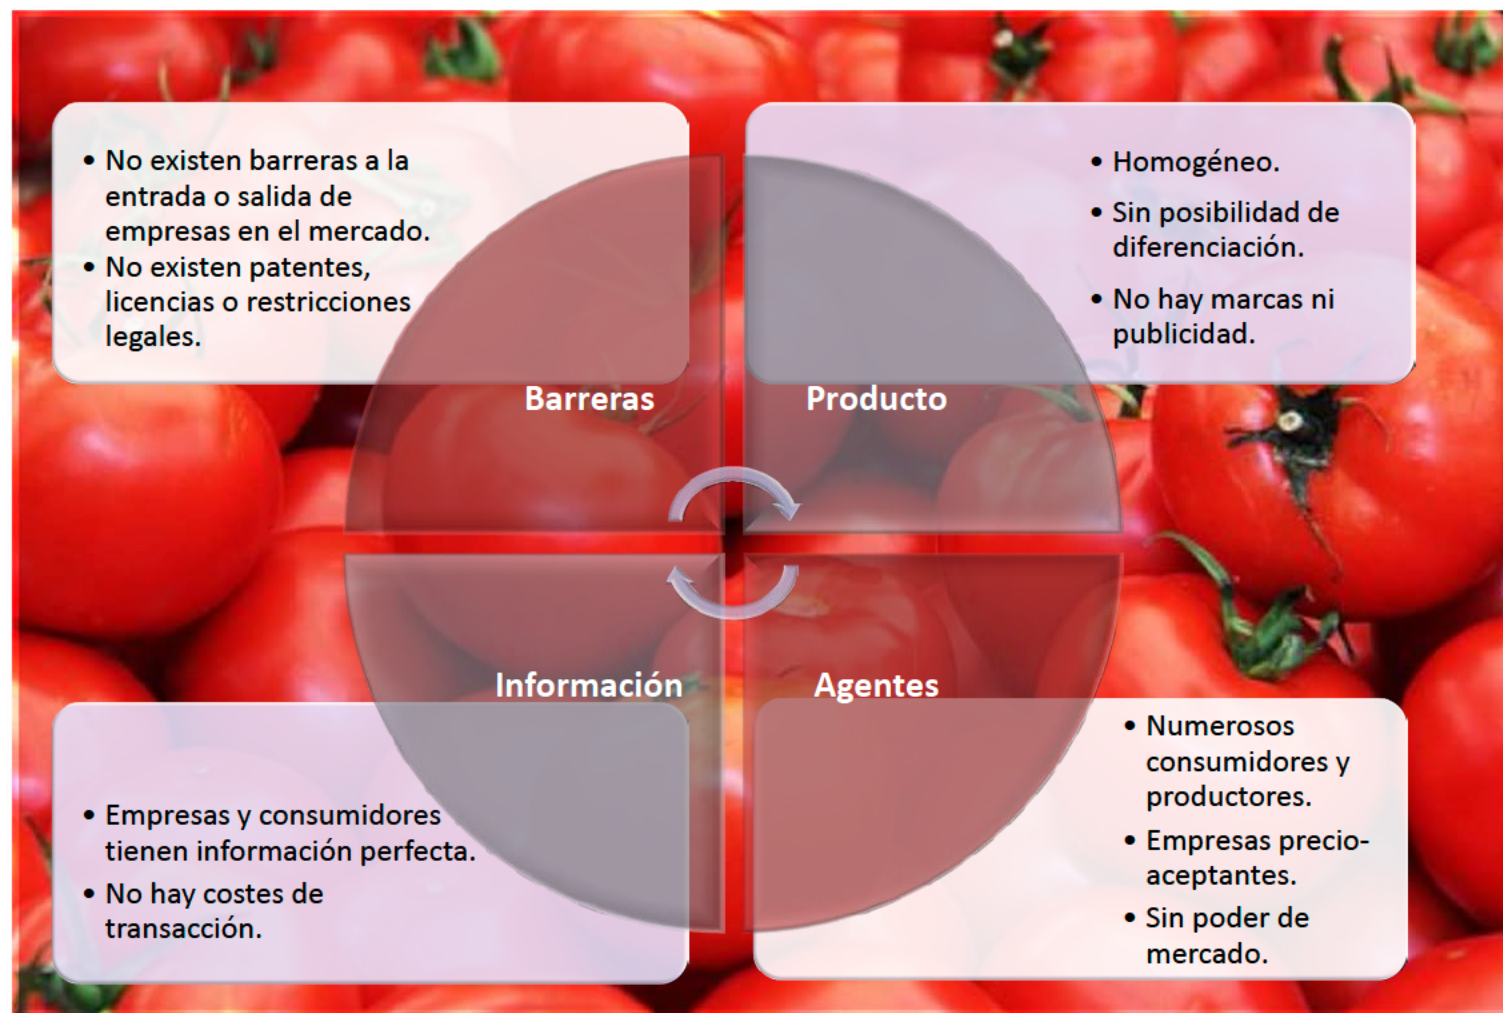 • No existen barreras a la
entrada o salida de
empresas en el mercado.
• No existen patentes,
licencias o restricciones
legales.
• Homogéneo.
• Sin posibilidad de
diferenciación.
• No hay marcas ni
publicidad.
Barreras
Producto
Información
Agentes
• Empresas y consumidores
tienen información perfecta.
• No hay costes de
transacción.
• Numerosos
consumidores y
productores.
• Empresas precio-
aceptantes.
• Sin poder de
mercado.